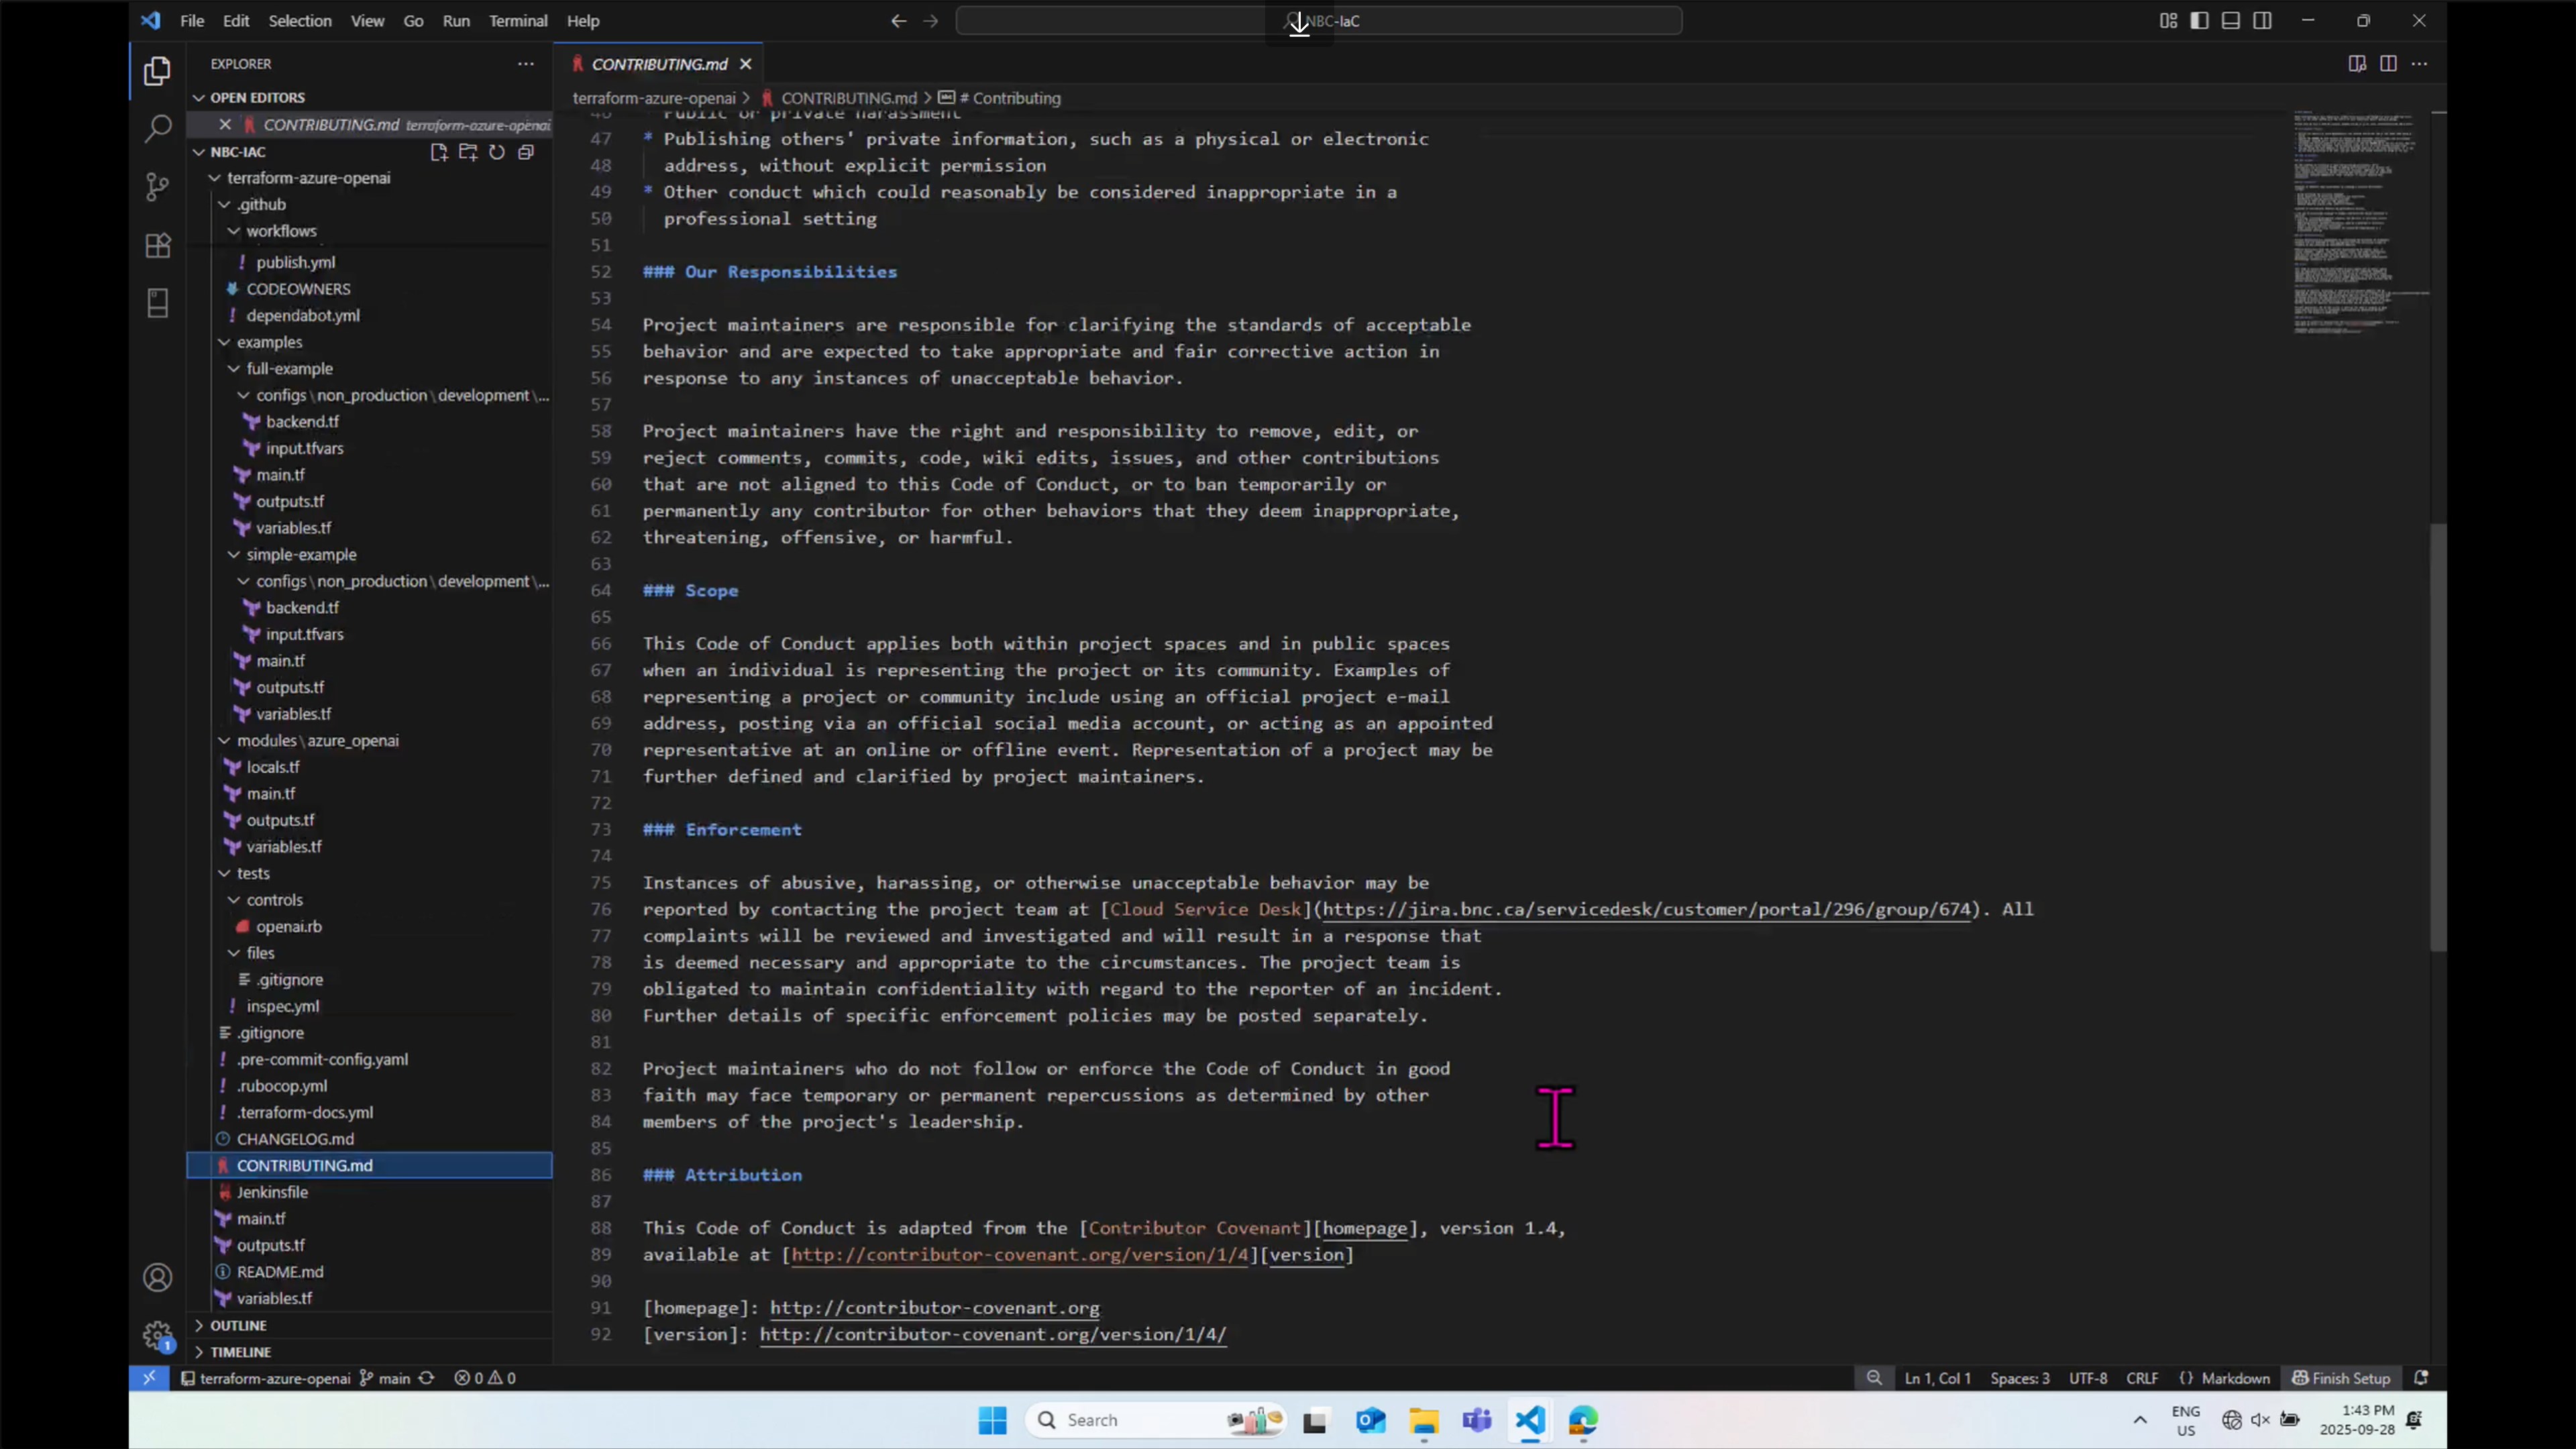 File Edit Selection View Go Run Terminal Help
NBC-IaC
EXPLORER
OPEN EDITORS
CONTRIBUTING.md terraform-azure-openai
NBC-IAC
terraform-azure-openai
.github
workflows
publish.yml
CODEOWNERS
dependabot.yml
examples
full-example
configs\non_production\development\...
backend.tf
input.tfvars
main.tf
outputs.tf
variables.tf
simple-example
configs\non_production\development\...
backend.tf
input.tfvars
main.tf
outputs.tf
variables.tf
modules\azure_openai
locals.tf
main.tf
outputs.tf
variables.tf
tests
controls
openai.rb
files
.gitignore
inspec.yml
.gitignore
.pre-commit-config.yaml
.rubocop.yml
.terraform-docs.yml
CHANGELOG.md
CONTRIBUTING.md
Jenkinsfile
main.tf
outputs.tf
README.md
variables.tf
OUTLINE
TIMELINE
CONTRIBUTING.md
terraform-azure-openai > CONTRIBUTING.md > # Contributing
46 Public or private harassment
47 * Publishing others' private information, such as a physical or electronic
48 address, without explicit permission
49 * Other conduct which could reasonably be considered inappropriate in a
50 professional setting
51
52 ### Our Responsibilities
53
54 Project maintainers are responsible for clarifying the standards of acceptable
55 behavior and are expected to take appropriate and fair corrective action in
56 response to any instances of unacceptable behavior.
57
58 Project maintainers have the right and responsibility to remove, edit, or
59 reject comments, commits, code, wiki edits, issues, and other contributions
60 that are not aligned to this Code of Conduct, or to ban temporarily or
61 permanently any contributor for other behaviors that they deem inappropriate,
62 threatening, offensive, or harmful.
63
64 ### Scope
65
66 This Code of Conduct applies both within project spaces and in public spaces
67 when an individual is representing the project or its community. Examples of
68 representing a project or community include using an official project e-mail
69 address, posting via an official social media account, or acting as an appointed
70 representative at an online or offline event. Representation of a project may be
71 further defined and clarified by project maintainers.
72
73 ### Enforcement
74
75 Instances of abusive, harassing, or otherwise unacceptable behavior may be
76 reported by contacting the project team at [Cloud Service Desk](https://jira.bnc.ca/servicedesk/customer/portal/296/group/674). All
77 complaints will be reviewed and investigated and will result in a response that
78 is deemed necessary and appropriate to the circumstances. The project team is
79 obligated to maintain confidentiality with regard to the reporter of an incident.
80 Further details of specific enforcement policies may be posted separately.
81
82 Project maintainers who do not follow or enforce the Code of Conduct in good
83 faith may face temporary or permanent repercussions as determined by other
84 members of the project's leadership.
85
86 ### Attribution
87
88 This Code of Conduct is adapted from the [Contributor Covenant][homepage], version 1.4,
89 available at [http://contributor-covenant.org/version/1/4][version]
90
91 [homepage]: http://contributor-covenant.org
92 [version]: http://contributor-covenant.org/version/1/4/
1
terraform-azure-openai main 0 0
Ln 1, Col 1 Spaces: 3 UTF-8 CRLF {} Markdown Finish Setup
Search
ENG
US
1:43 PM
2025-09-28